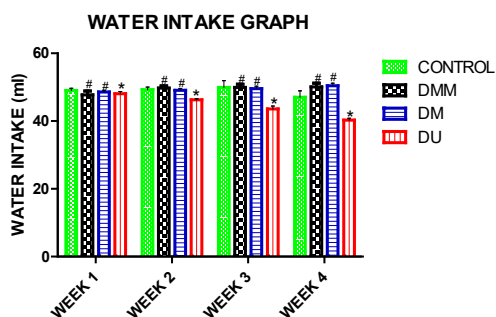 WATER INTAKE GRAPH
WATER INTAKE (ml)
60
40
20
0
# # *
# # *
# # *
# # *
WEEK 1
WEEK 2
WEEK 3
WEEK 4
CONTROL
DMM
DM
DU